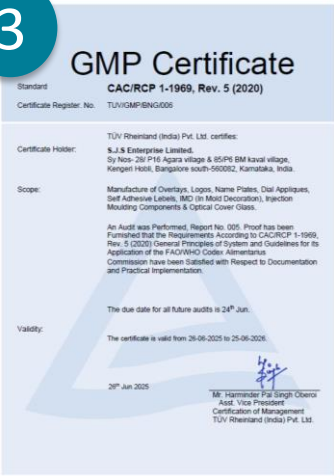 3
GMP Certificate
Standard CAC/RCP 1-1969, Rev. 5 (2020)
Certificate Register. No. TUV/GMP/BNG/006
TÜV Rheinland (India) Pvt. Ltd. certifies:
Certificate Holder: S.J.S Enterprise Limited.
Sy Nos- 28/ P16 Agara village & 85/P6 BM kaval village,
Kengeri Hobli, Bangalore south-560082, Karnataka, India.
Scope: Manufacture of Overlays, Logos, Name Plates, Dial Appliques,
Self Adhesive Lebels, IMD (In Mold Decoration), Injection
Moulding Components & Optical Cover Glass.
An Audit was Performed, Report No. 005. Proof has been
Furnished that the Requirements According to CAC/RCP 1-1969,
Rev. 5 (2020) General Principles of System and Guidelines for its
Application of the FAO/WHO Codex Alimentarius
Commission have been Satisfied with Respect to Documentation
and Practical Implementation.
The due date for all future audits is 24th Jun.
Validity:
The certificate is valid from 26-06-2025 to 25-06-2026.
26th Jun 2025
Mr. Harminder Pal Singh Oberoi
Asst. Vice President
Certification of Management
TÜV Rheinland (India) Pvt. Ltd.